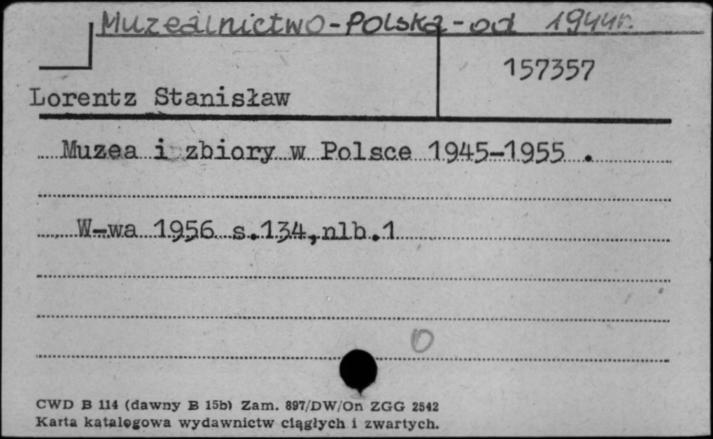 Muzealnictwo-Polska-od 1944r.
157357
Lorentz Stanisław
Muzea i zbiory w Polsce 1945-1955 .
W-wa 1956 s.134,nlb.1
0
CWD B 114 (dawny B 15b) Zam. 897/DW/On ZGG 2542
Karta katalogowa wydawnictw ciągłych i zwartych.